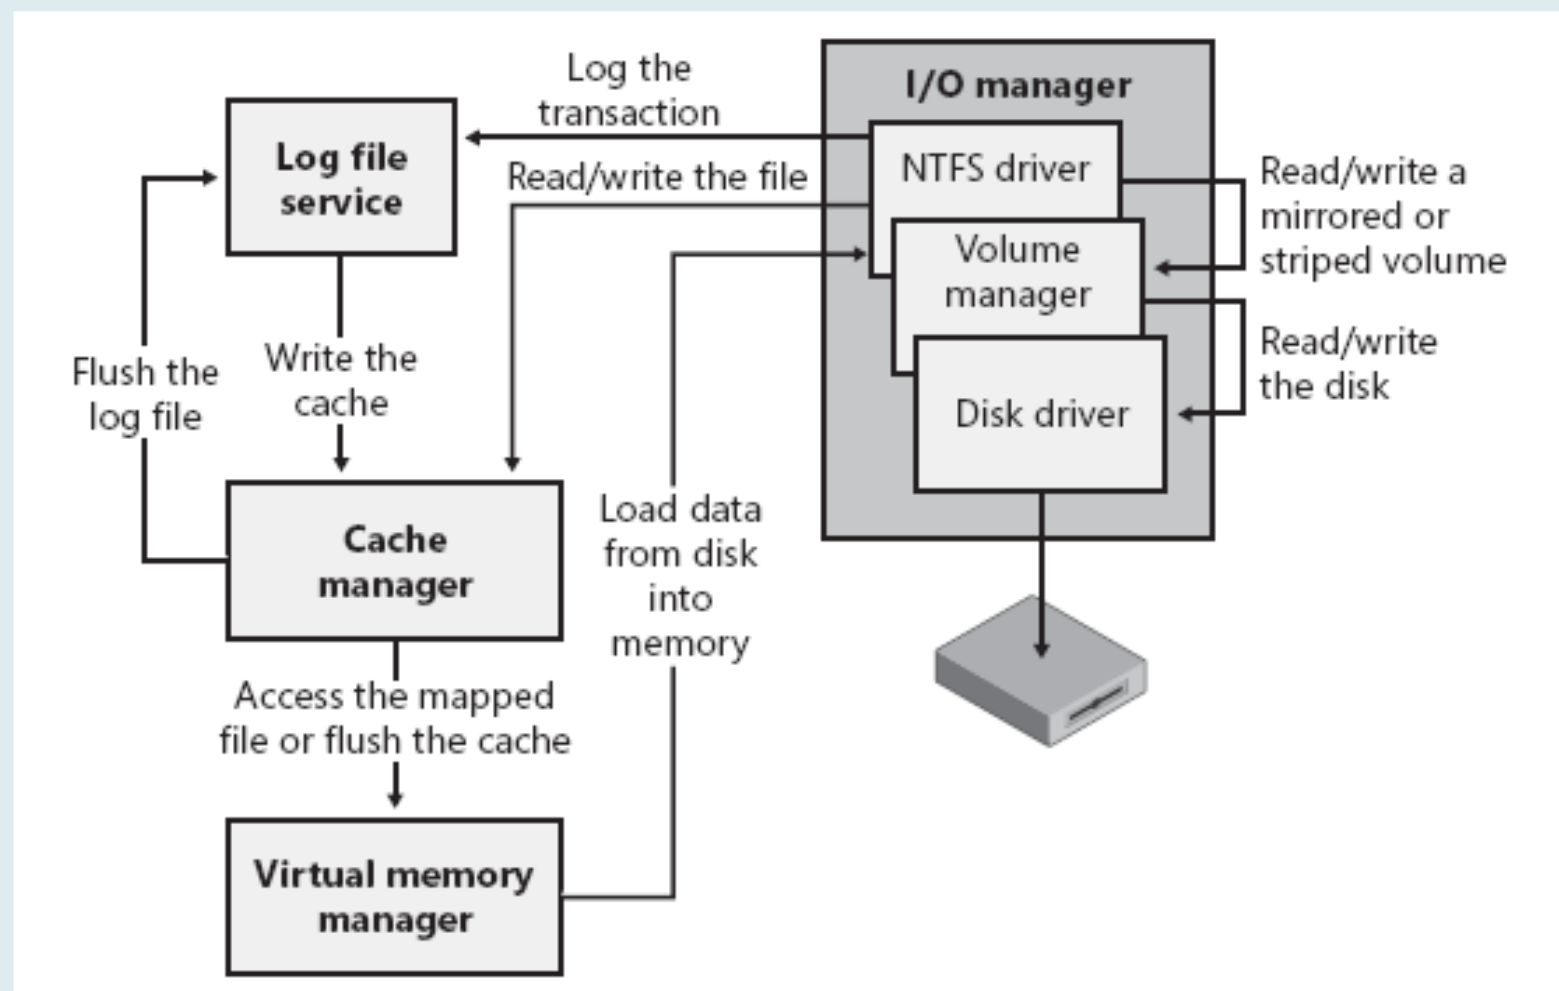 Log the
transaction
I/O manager
Log file
service
NTFS driver
Read/write the file
Read/write a
mirrored or
striped volume
Volume
manager
Flush the
log file
Write the
cache
Read/write
the disk
Disk driver
Cache
manager
Load data
from disk
into
memory
Access the mapped
file or flush the cache
Virtual memory
manager